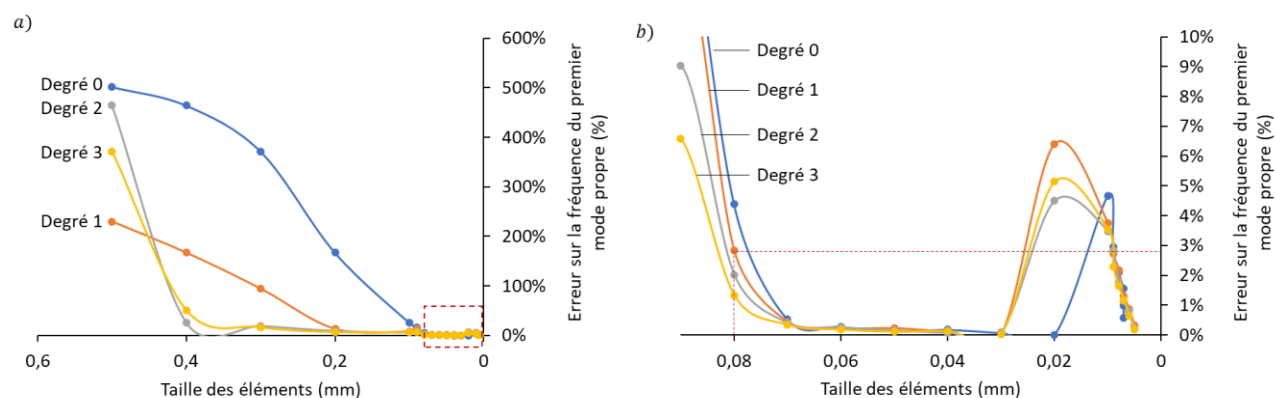 a)
600%
500%
400%
300%
200%
100%
0%
Degré 0
Degré 2
Degré 3
Degré 1
0,6
0,4
0,2
0
Taille des éléments (mm)
Erreur sur la fréquence du premier
mode propre (%)
b)
Degré 0
Degré 1
Degré 2
Degré 3
10%
9%
8%
7%
6%
5%
4%
3%
2%
1%
0%
0,08
0,06
0,04
0,02
0
Taille des éléments (mm)
Erreur sur la fréquence du premier
mode propre (%)